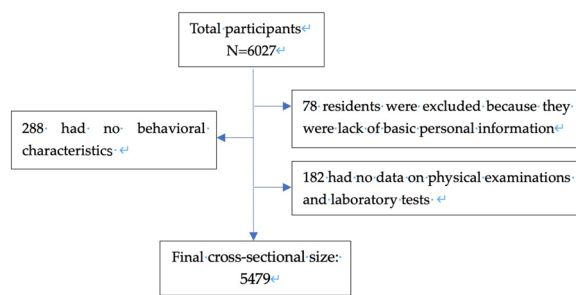 Total participants
N=6027
78 residents were excluded because they
were lack of basic personal information
288 had no behavioral
characteristics
182 had no data on physical examinations
and laboratory tests
Final cross-sectional size:
5479